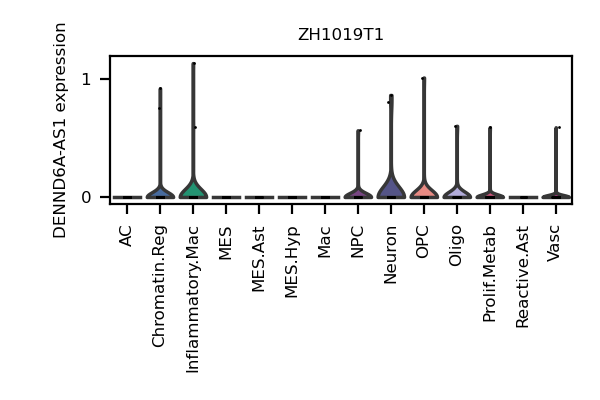 ZH1019T1
DENND6A-AS1 expression
1
0
AC
Chromatin.Reg
Inflammatory.Mac
MES
MES.Ast
MES.Hyp
Mac
NPC
Neuron
OPC
Oligo
Prolif.Metab
Reactive.Ast
Vasc